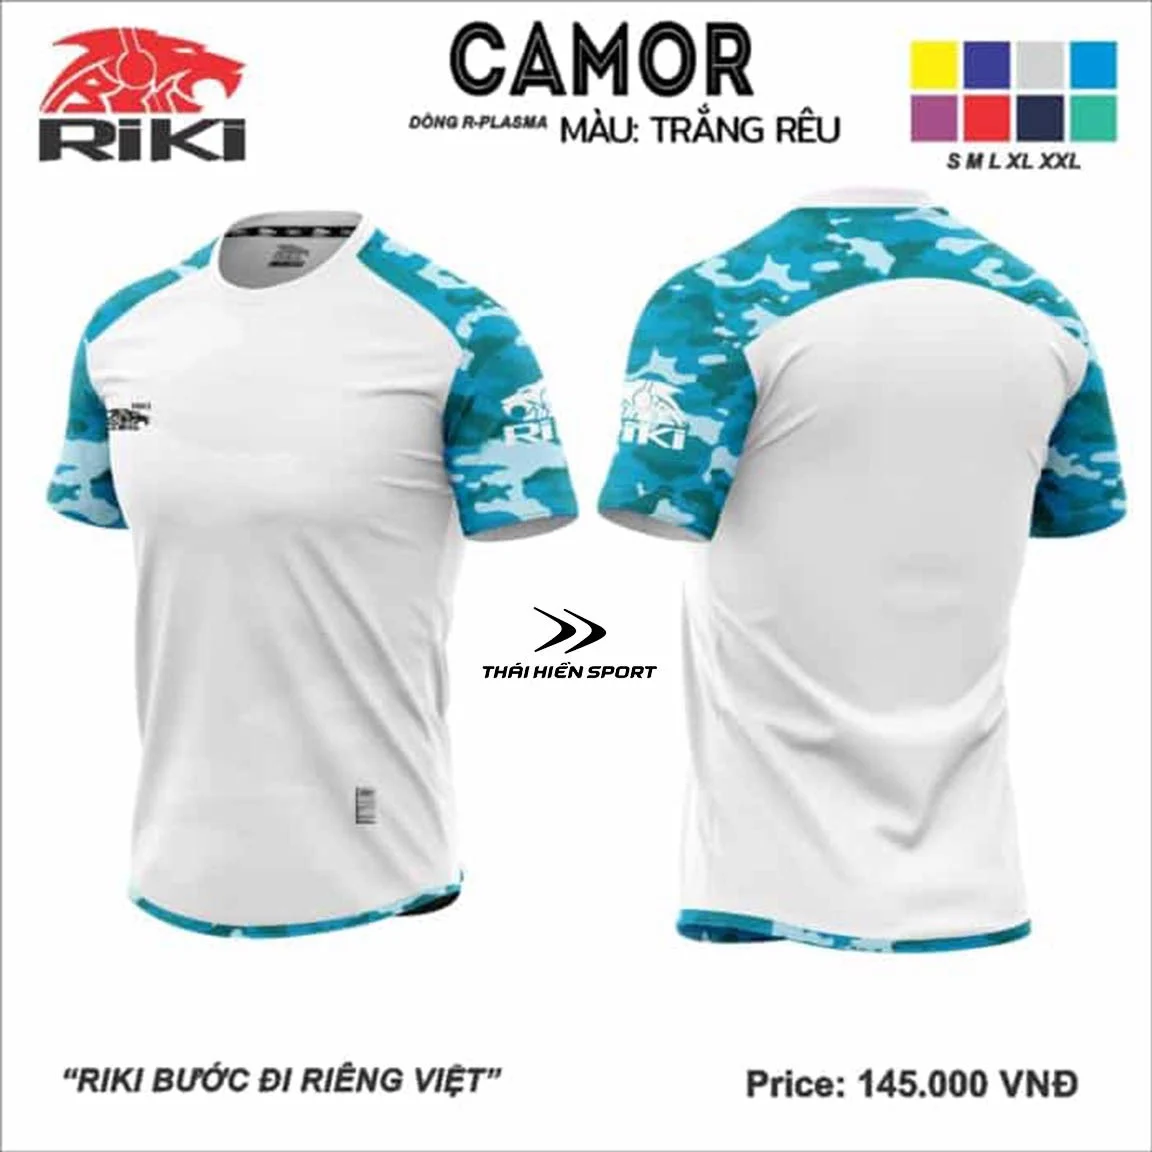 RiKi
CAMOR
DÒNG R-PLASMA
MÀU: TRẮNG RÊU
S M L XL XXL
RiKi
THÁI HIỀN SPORT
“RIKI BƯỚC ĐI RIÊNG VIỆT”
Price: 145.000 VNĐ